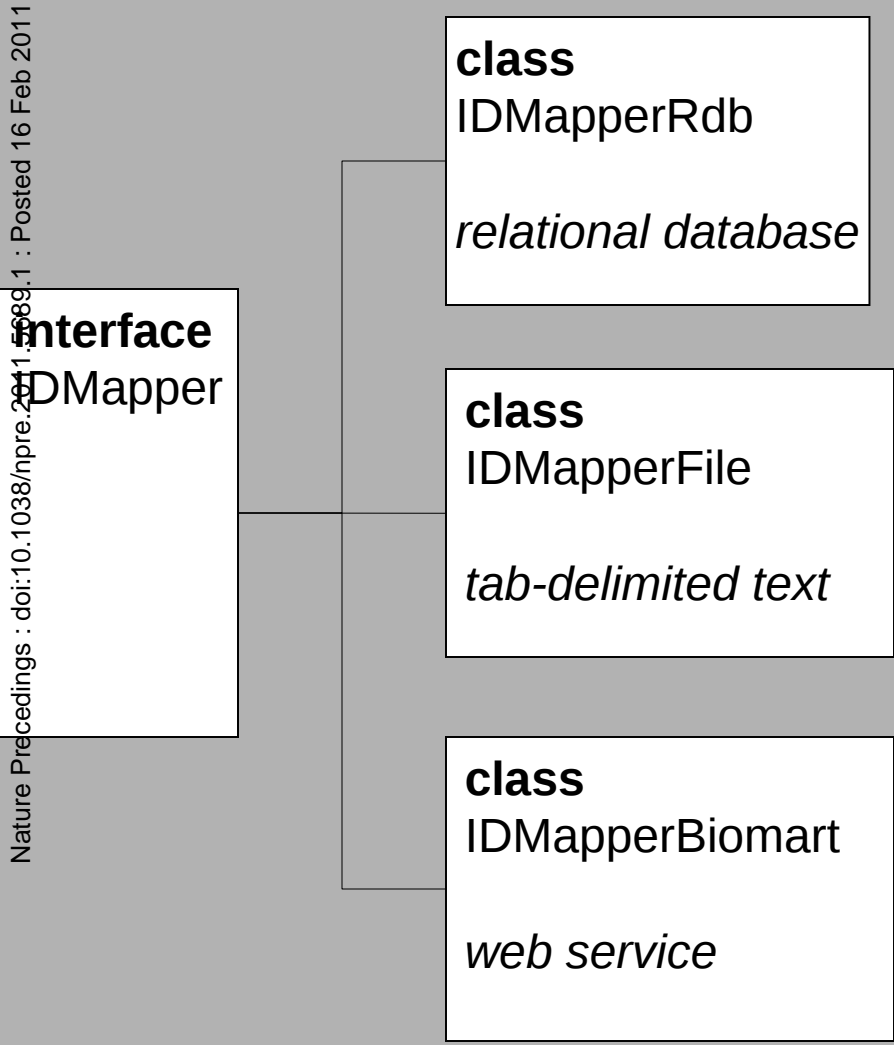 Nature Precedings : doi:10.1038/npre.2011.5689.1 : Posted 16 Feb 2011
interface
IDMapper
class
IDMapperRdb
relational database
class
IDMapperFile
tab-delimited text
class
IDMapperBiomart
web service